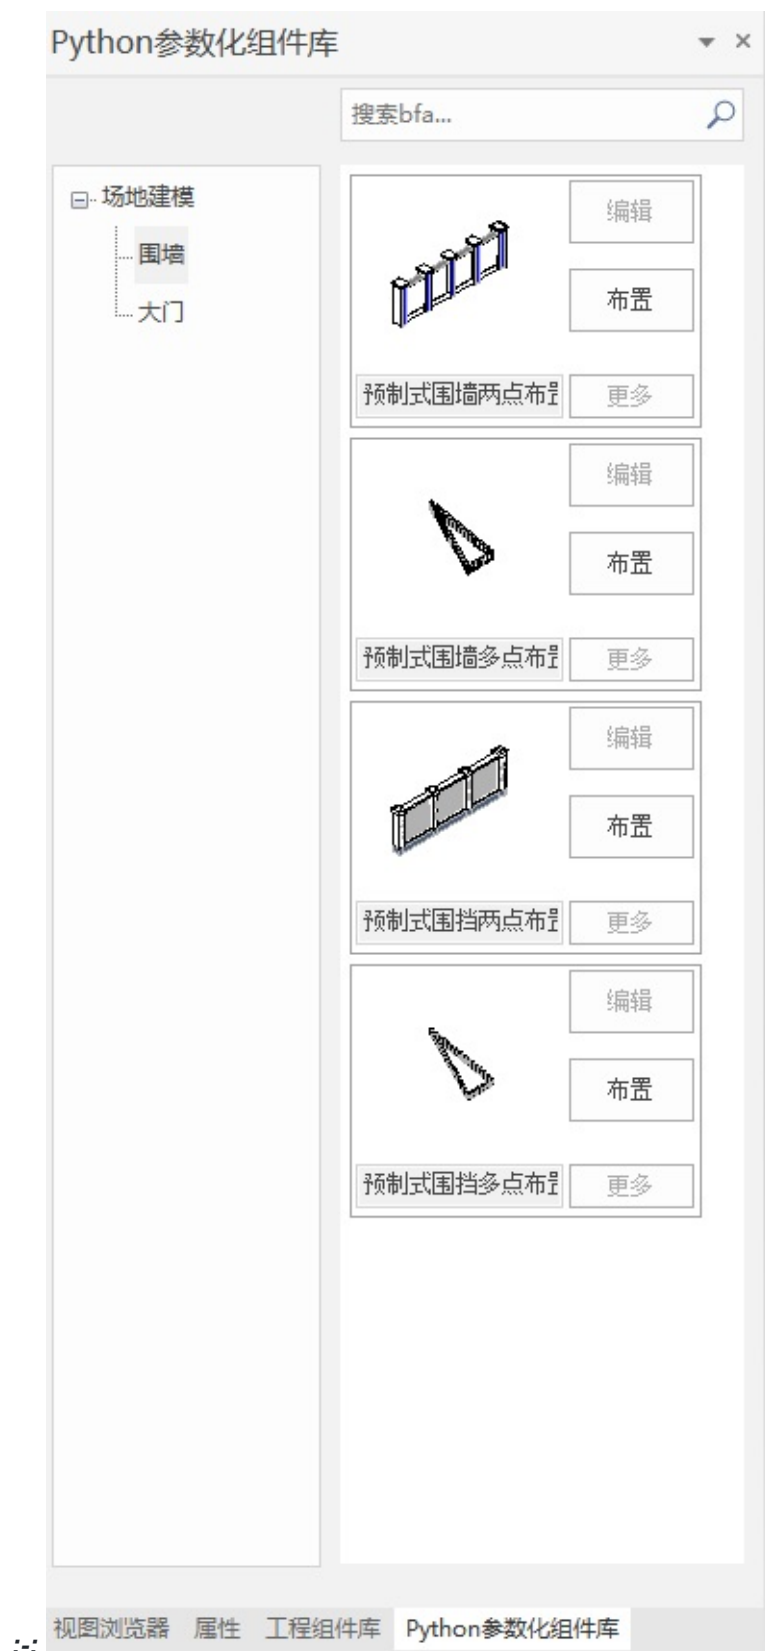 Python参数化组件库
搜索bfa...
场地建模
围墙
大门
编辑
布置
预制式围墙两点布置
更多
编辑
布置
预制式围墙多点布置
更多
编辑
布置
预制式围挡两点布置
更多
编辑
布置
预制式围挡多点布置
更多
视图浏览器 属性 工程组件库 Python参数化组件库